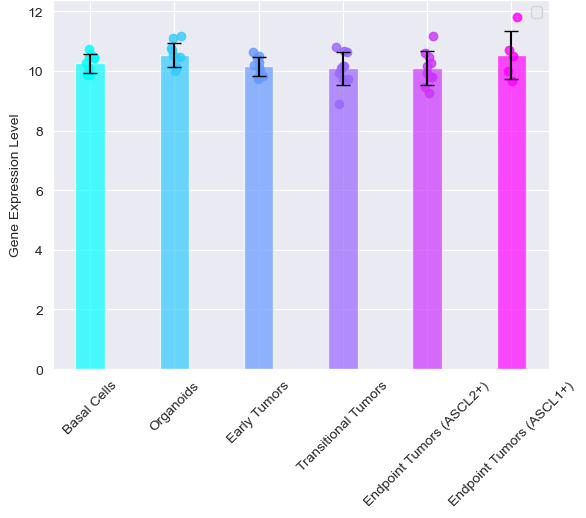 Gene Expression Level
12
10
8
6
4
2
0
Basal Cells
Organoids
Early Tumors
Transitional Tumors
Endpoint Tumors (ASCL2+)
Endpoint Tumors (ASCL1+)